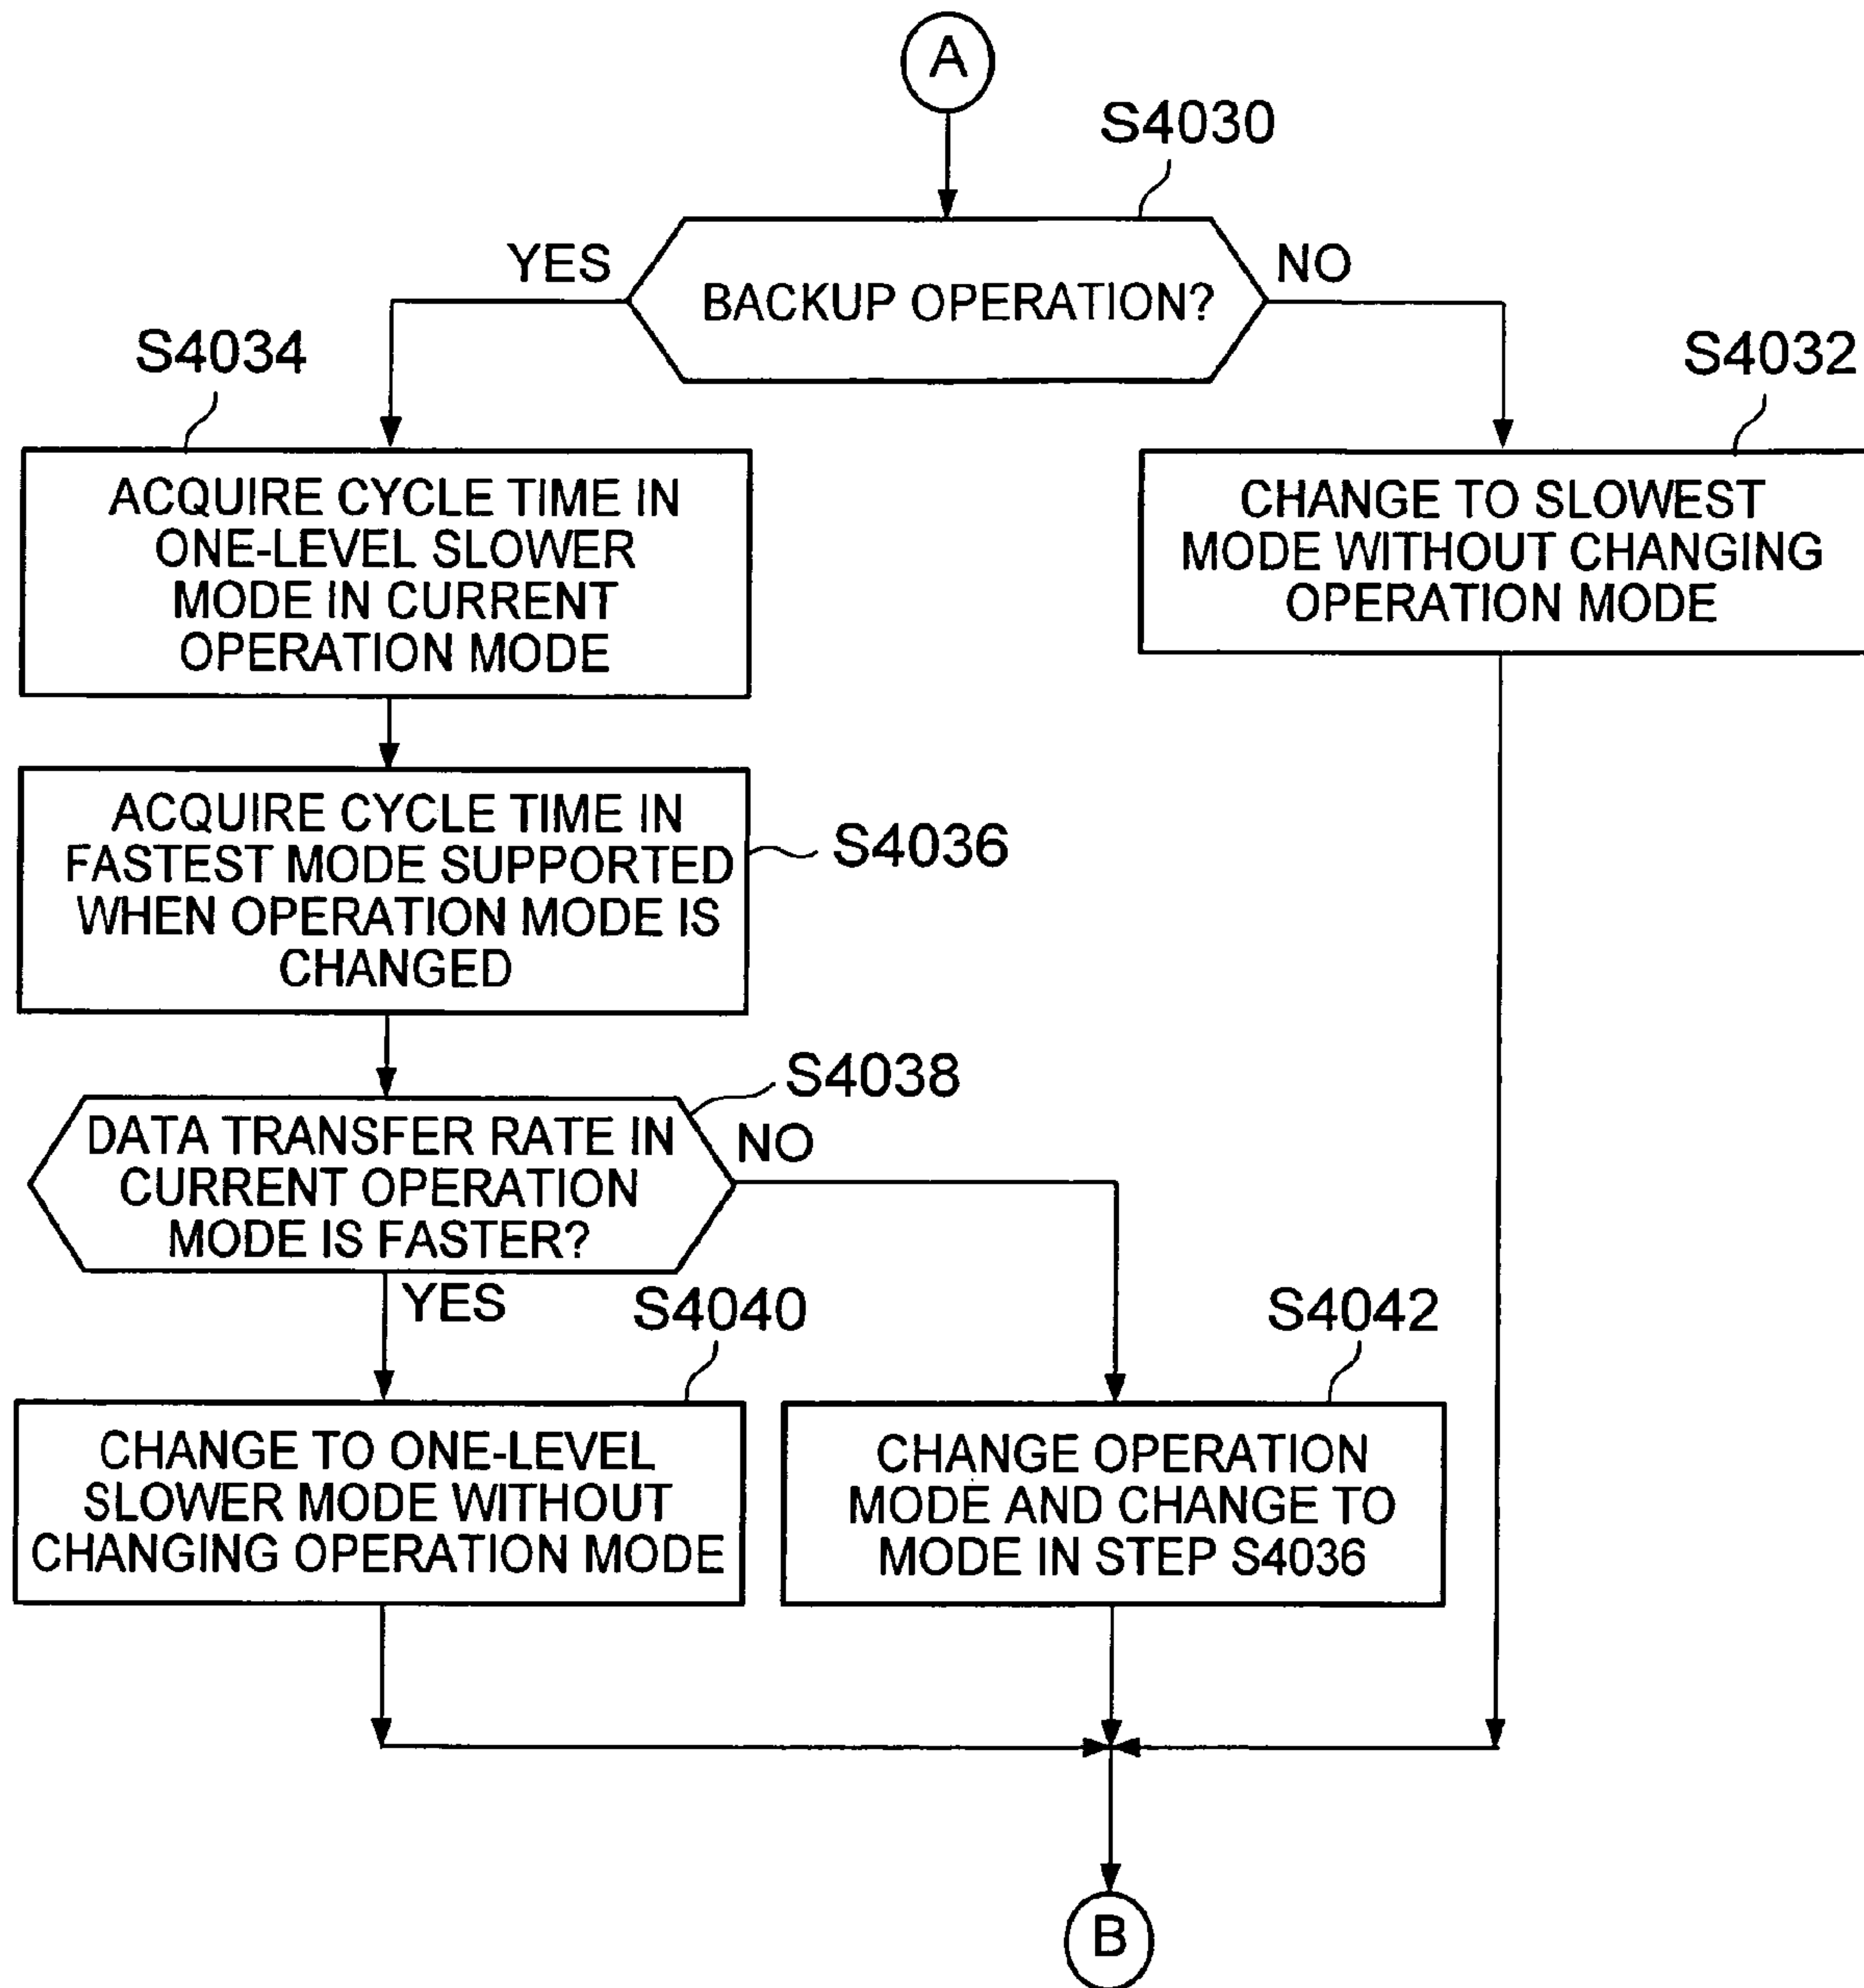 A
S4030
YES
NO
BACKUP OPERATION?
S4034
S4032
ACQUIRE CYCLE TIME IN
ONE-LEVEL SLOWER
MODE IN CURRENT
OPERATION MODE
CHANGE TO SLOWEST
MODE WITHOUT CHANGING
OPERATION MODE
ACQUIRE CYCLE TIME IN
FASTEST MODE SUPPORTED
WHEN OPERATION MODE IS
CHANGED
S4036
S4038
DATA TRANSFER RATE IN
CURRENT OPERATION
MODE IS FASTER?
NO
YES
S4040
S4042
CHANGE TO ONE-LEVEL
SLOWER MODE WITHOUT
CHANGING OPERATION MODE
CHANGE OPERATION
MODE AND CHANGE TO
MODE IN STEP S4036
B